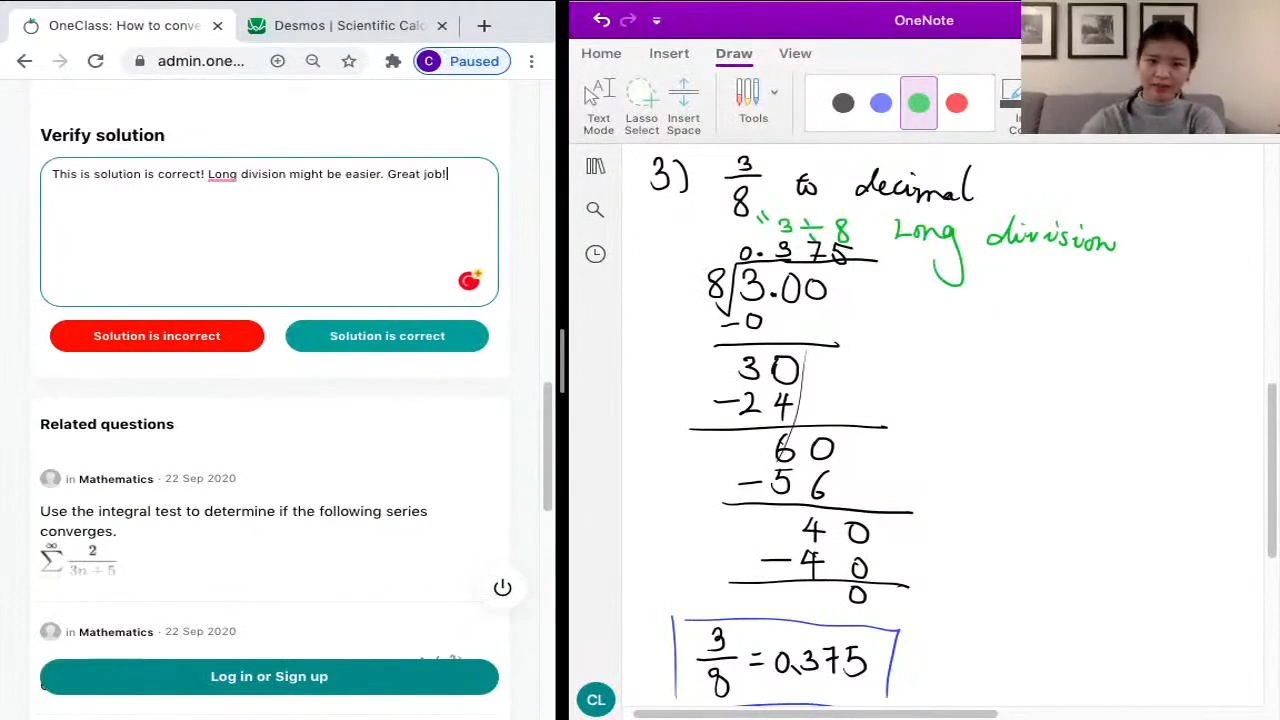 OneClass: How to conve
Desmos | Scientific Calc
admin.one...
C
Paused
Verify solution
This is solution is correct! Long division might be easier. Great job!
Solution is incorrect
Solution is correct
Related questions
in Mathematics · 22 Sep 2020
Use the integral test to determine if the following series
converges.
∞
∑ 2/(3n + 5)
in Mathematics · 22 Sep 2020
Log in or Sign up
OneNote
Home Insert Draw View
Text Mode
Lasso Select
Insert Space
Tools
3) 3/8 to decimal
"3 ÷ 8 Long division
0.375
8 3.00
-0
30
-24
60
-56
40
-40
0
3/8 = 0.375
CL